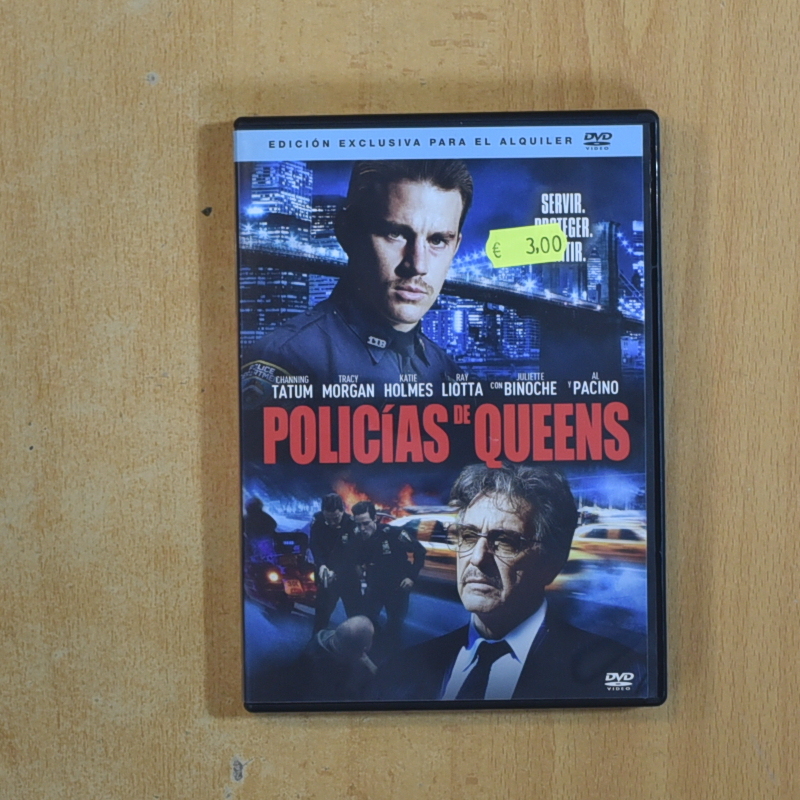 EDICIÓN EXCLUSIVA PARA EL ALQUILER DVD
VIDEO
SERVIR.
€ 3,00
CHANNING TATUM TRACY MORGAN KATIE HOLMES RAY LIOTTA CON JULIETTE BINOCHE Y AL PACINO
POLICÍAS DE QUEENS
DVD
VIDEO